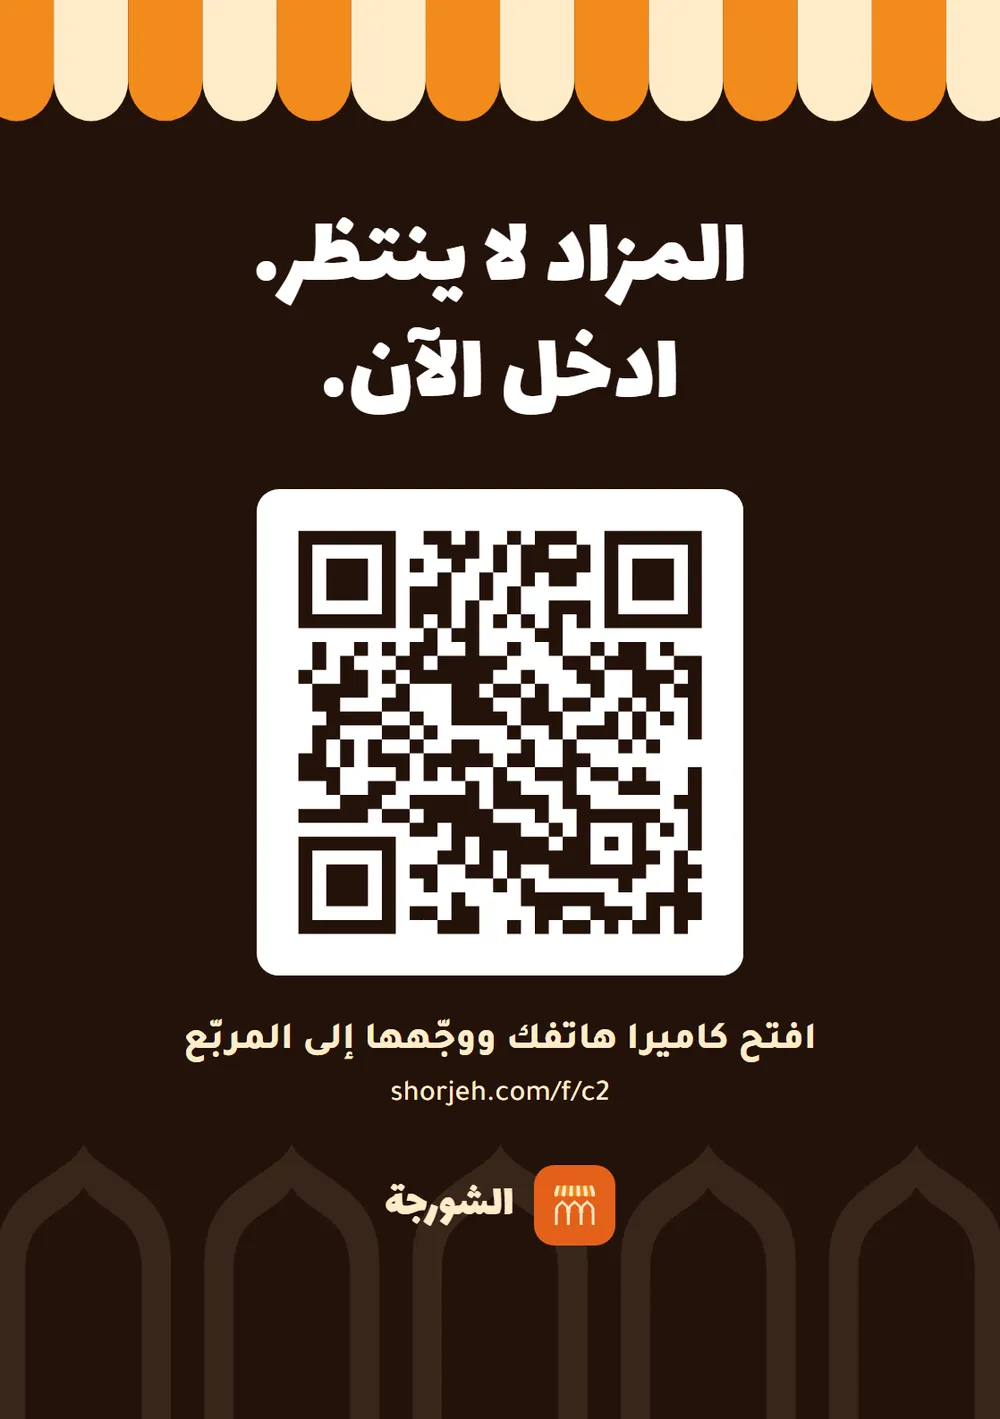 المزاد لا ينتظر.
ادخل الآن.
افتح كاميرا هاتفك ووجّهها إلى المربّع
shorjeh.com/f/c2
الشورجة